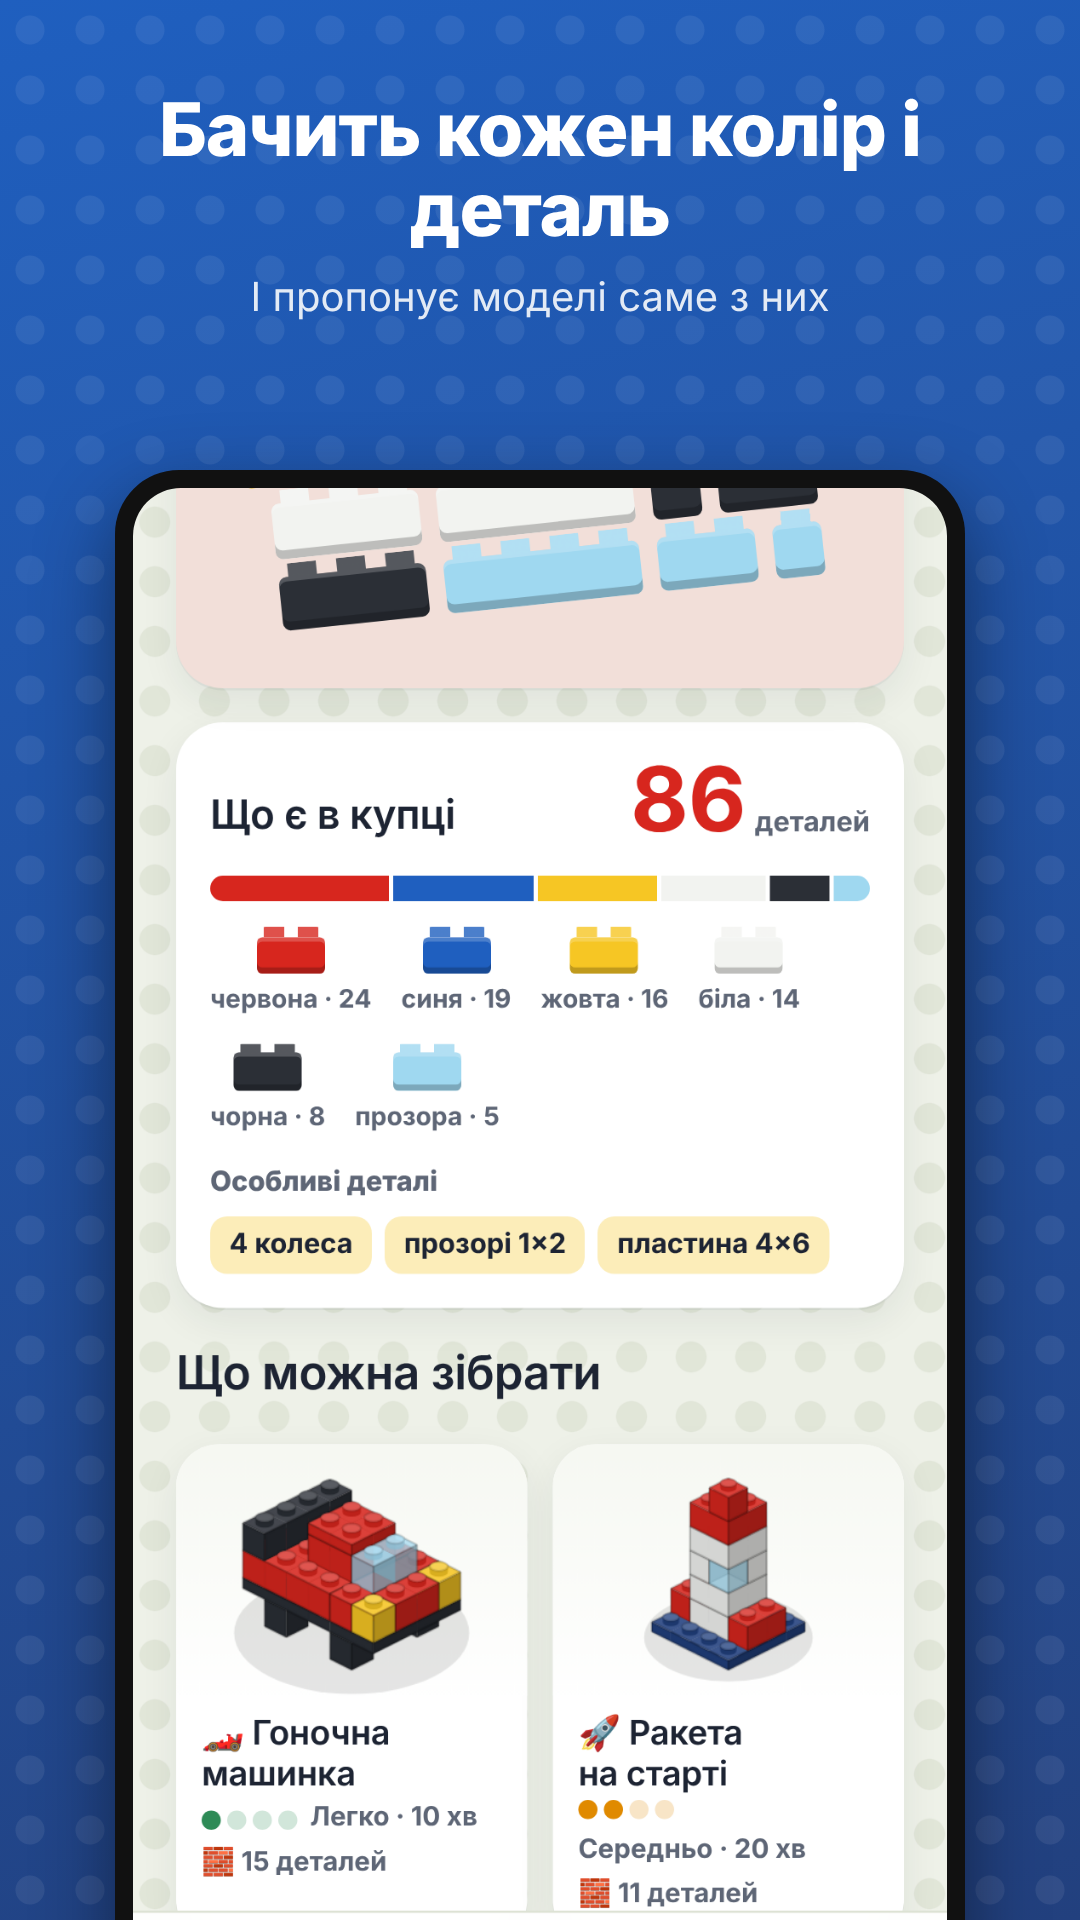 Бачить кожен колір і
деталь
І пропонує моделі саме з них
Що є в купці
86 деталей
червона · 24
синя · 19
жовта · 16
біла · 14
чорна · 8
прозора · 5
Особливі деталі
4 колеса
прозорі 1×2
пластина 4×6
Що можна зібрати
Гоночна
машинка
Легко · 10 хв
15 деталей
Ракета
на старті
Середньо · 20 хв
11 деталей